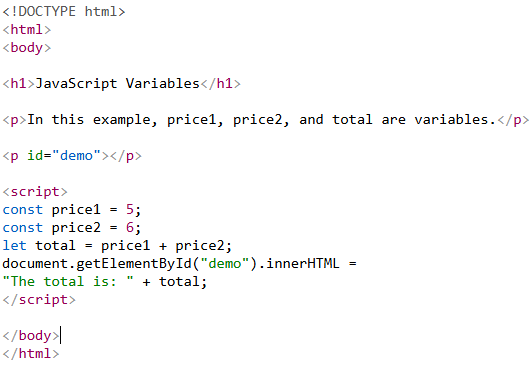 <!DOCTYPE html>
<html>
<body>
<h1>JavaScript Variables</h1>
<p>In this example, price1, price2, and total are variables.</p>
<p id="demo"></p>
<script>
const price1 = 5;
const price2 = 6;
let total = price1 + price2;
document.getElementById("demo").innerHTML =
"The total is: " + total;
</script>
</body>
</html>